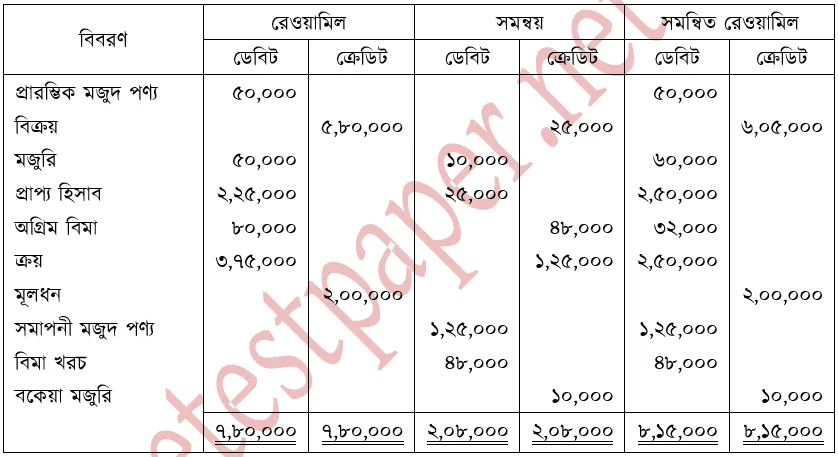 বিবরণ রেওয়ামিল সমন্বয় সমন্বিত রেওয়ামিল
ডেবিট ক্রেডিট ডেবিট ক্রেডিট ডেবিট ক্রেডিট
প্রারম্ভিক মজুদ পণ্য ৫০,০০০ ৫০,০০০
বিক্রয় ৫,৮০,০০০ ২৫,০০০ ৬,০৫,০০০
মজুরি ৫০,০০০ ১০,০০০ ৬০,০০০
প্রাপ্য হিসাব ২,২৫,০০০ ২৫,০০০ ২,৫০,০০০
অগ্রিম বিমা ৮০,০০০ ৪৮,০০০ ৩২,০০০
ক্রয় ৩,৭৫,০০০ ১,২৫,০০০ ২,৫০,০০০
মূলধন ২,০০,০০০ ২,০০,০০০
সমাপনী মজুদ পণ্য ১,২৫,০০০ ১,২৫,০০০
বিমা খরচ ৪৮,০০০ ৪৮,০০০
বকেয়া মজুরি ১০,০০০ ১০,০০০
৭,৮০,০০০ ৭,৮০,০০০ ২,০৮,০০০ ২,০৮,০০০ ৮,১৫,০০০ ৮,১৫,০০০
etestpaper.net